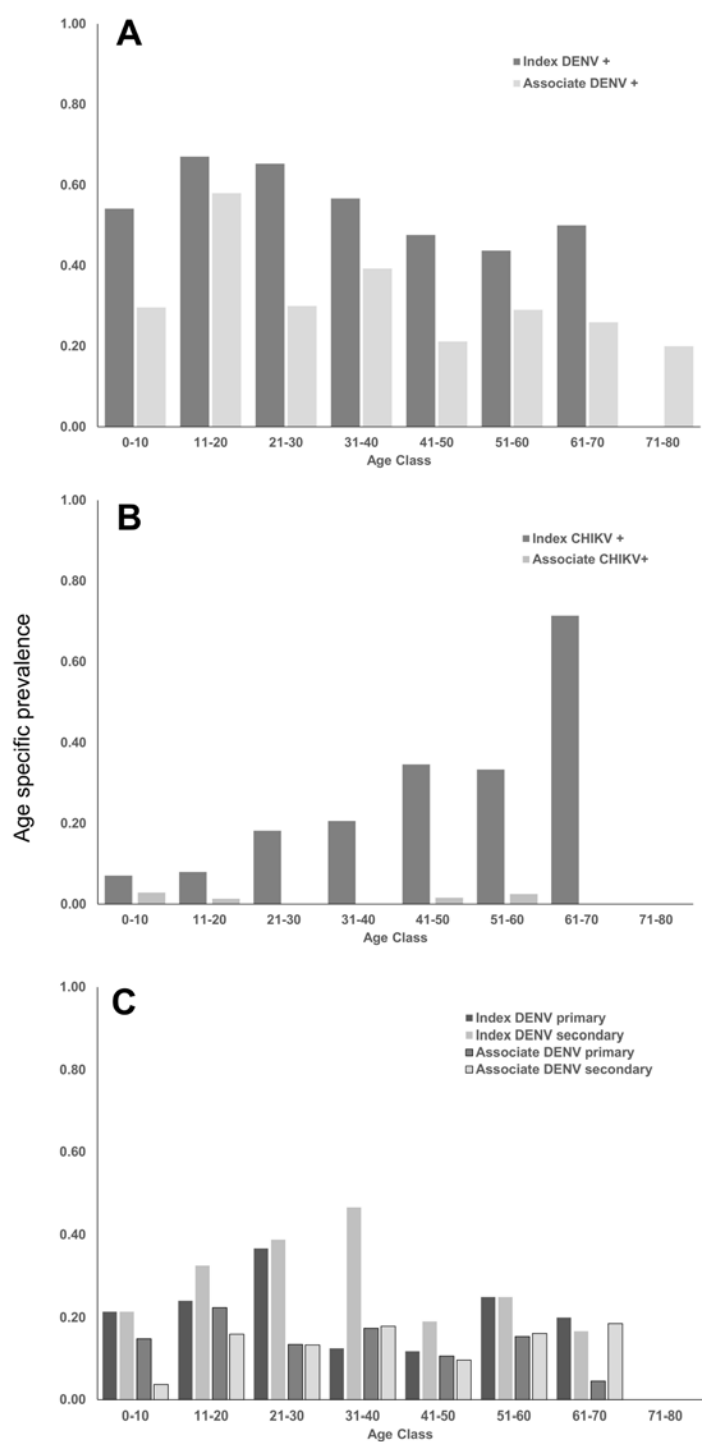 A
1.00
Index DENV +
Associate DENV +
0.80
0.60
0.40
0.20
0.00
0-10 11-20 21-30 31-40 41-50 51-60 61-70 71-80
Age Class
Age specific prevalence
B
1.00
Index CHIKV +
Associate CHIKV+
0.80
0.60
0.40
0.20
0.00
0-10 11-20 21-30 31-40 41-50 51-60 61-70 71-80
Age Class
C
1.00
Index DENV primary
Index DENV secondary
Associate DENV primary
Associate DENV secondary
0.80
0.60
0.40
0.20
0.00
0-10 11-20 21-30 31-40 41-50 51-60 61-70 71-80
Age Class